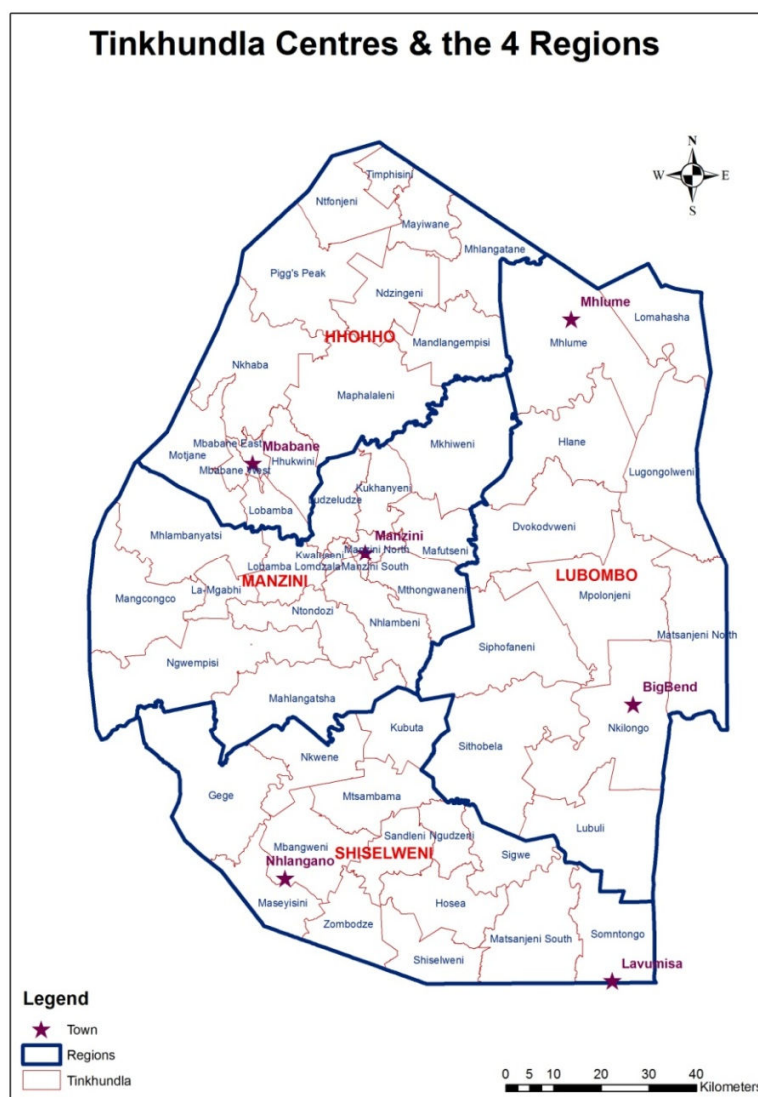 Tinkhundla Centres & the 4 Regions
N
W E
S
Timphisini
Ntfonjeni
Mayiwane
Mhlangatane
Pigg's Peak
Ndzingeni
Mhlume
Lomahasha
HHOHHO
Mandlangempisi
Mhlume
Nkhaba
Maphalaleni
Mkhiweni
Hlane
Mbabane East
Mbabane
Motjane
Hhukwini
Mbabane West
Lugongolweni
Kukhanyeni
Ludzeludze
Lobamba
Dvokodvweni
Mhlambanyatsi
Manzini
Kwaluseni
Manzini North
Mafutseni
Lobamba Lomdzala
Manzini South
LUBOMBO
MANZINI
La-Mgabhi
Mthongwaneni
Mpolonjeni
Mangcongco
Ntondozi
Nhlambeni
Matsanjeni North
Siphofaneni
Ngwempisi
BigBend
Mahlangatsha
Kubuta
Nkilongo
Sithobela
Nkwene
Gege
Mtsambama
Sandleni
Ngudzeni
Lubuli
Mbangweni
SHISELWENI
Sigwe
Nhlangano
Maseyisini
Hosea
Zombodze
Somntongo
Matsanjeni South
Shiselweni
Lavumisa
Legend
Town
Regions
Tinkhundla
0 5 10 20 30 40
Kilometers